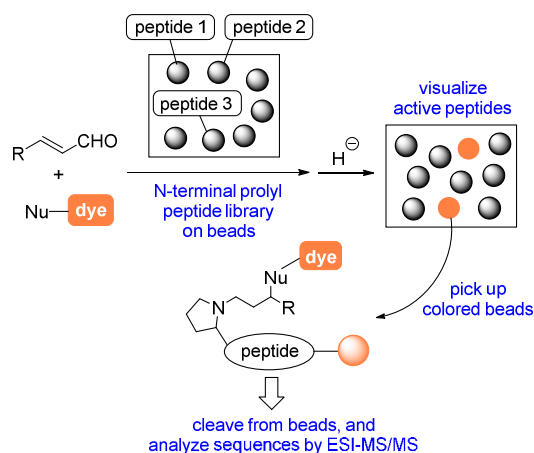 peptide 1
peptide 2
peptide 3
R
CHO
+
Nu
dye
N-terminal prolyl
peptide library
on beads
H⊖
visualize
active peptides
pick up
colored beads
dye
Nu
N
R
peptide
cleave from beads, and
analyze sequences by ESI-MS/MS